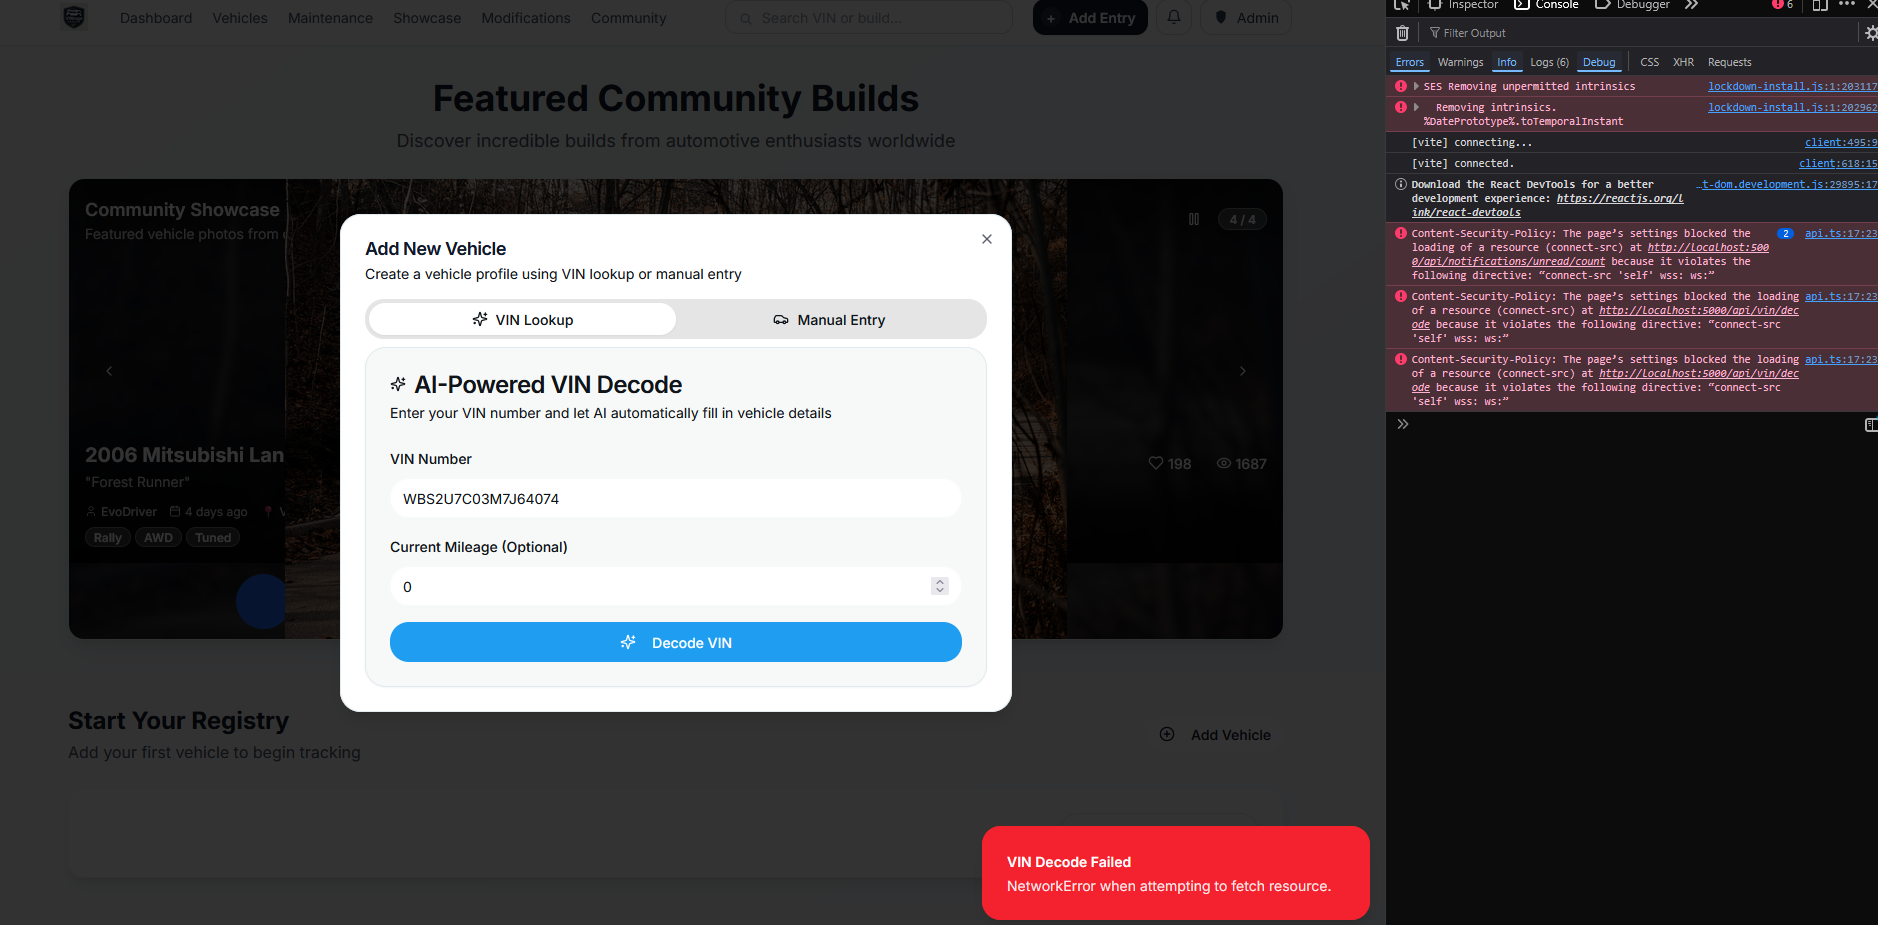 Dashboard Vehicles Maintenance Showcase Modifications Community Search VIN or build... + Add Entry Admin
Featured Community Builds
Discover incredible builds from automotive enthusiasts worldwide
Community Showcase
Featured vehicle photos from
4 / 4
2006 Mitsubishi Lan
"Forest Runner"
EvoDriver 4 days ago
Rally AWD Tuned
198 1687
Add New Vehicle
Create a vehicle profile using VIN lookup or manual entry
VIN Lookup Manual Entry
AI-Powered VIN Decode
Enter your VIN number and let AI automatically fill in vehicle details
VIN Number
WBS2U7C03M7J64074
Current Mileage (Optional)
0
Decode VIN
Start Your Registry
Add your first vehicle to begin tracking
Add Vehicle
VIN Decode Failed
NetworkError when attempting to fetch resource.
Inspector Console Debugger 6
Filter Output
Errors Warnings Info Logs (6) Debug CSS XHR Requests
SES Removing unpermitted intrinsics lockdown-install.js:1:203117
Removing intrinsics. lockdown-install.js:1:202962
%DatePrototype%.toTemporalInstant
[vite] connecting... client:495:9
[vite] connected. client:618:15
Download the React DevTools for a better …t-dom.development.js:29895:17
development experience: https://reactjs.org/l
ink/react-devtools
Content-Security-Policy: The page's settings blocked the 2 api.ts:17:23
loading of a resource (connect-src) at http://localhost:500
0/api/notifications/unread/count because it violates the
following directive: “connect-src 'self' wss: ws:”
Content-Security-Policy: The page's settings blocked the loading api.ts:17:23
of a resource (connect-src) at http://localhost:5000/api/vin/dec
ode because it violates the following directive: “connect-src
'self' wss: ws:”
Content-Security-Policy: The page's settings blocked the loading api.ts:17:23
of a resource (connect-src) at http://localhost:5000/api/vin/dec
ode because it violates the following directive: “connect-src
'self' wss: ws:”